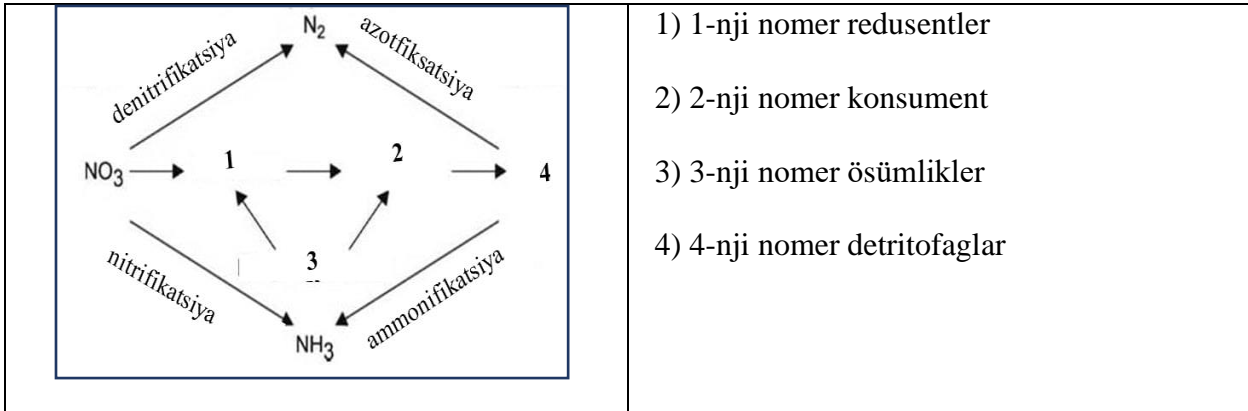 N₂
denitrifikatsiya
azotfiksatsiya
NO₃
1
2
4
3
nitrifikatsiya
ammonifikatsiya
NH₃
1) 1-nji nomer redusentler
2) 2-nji nomer konsument
3) 3-nji nomer ösümlikler
4) 4-nji nomer detritofaglar